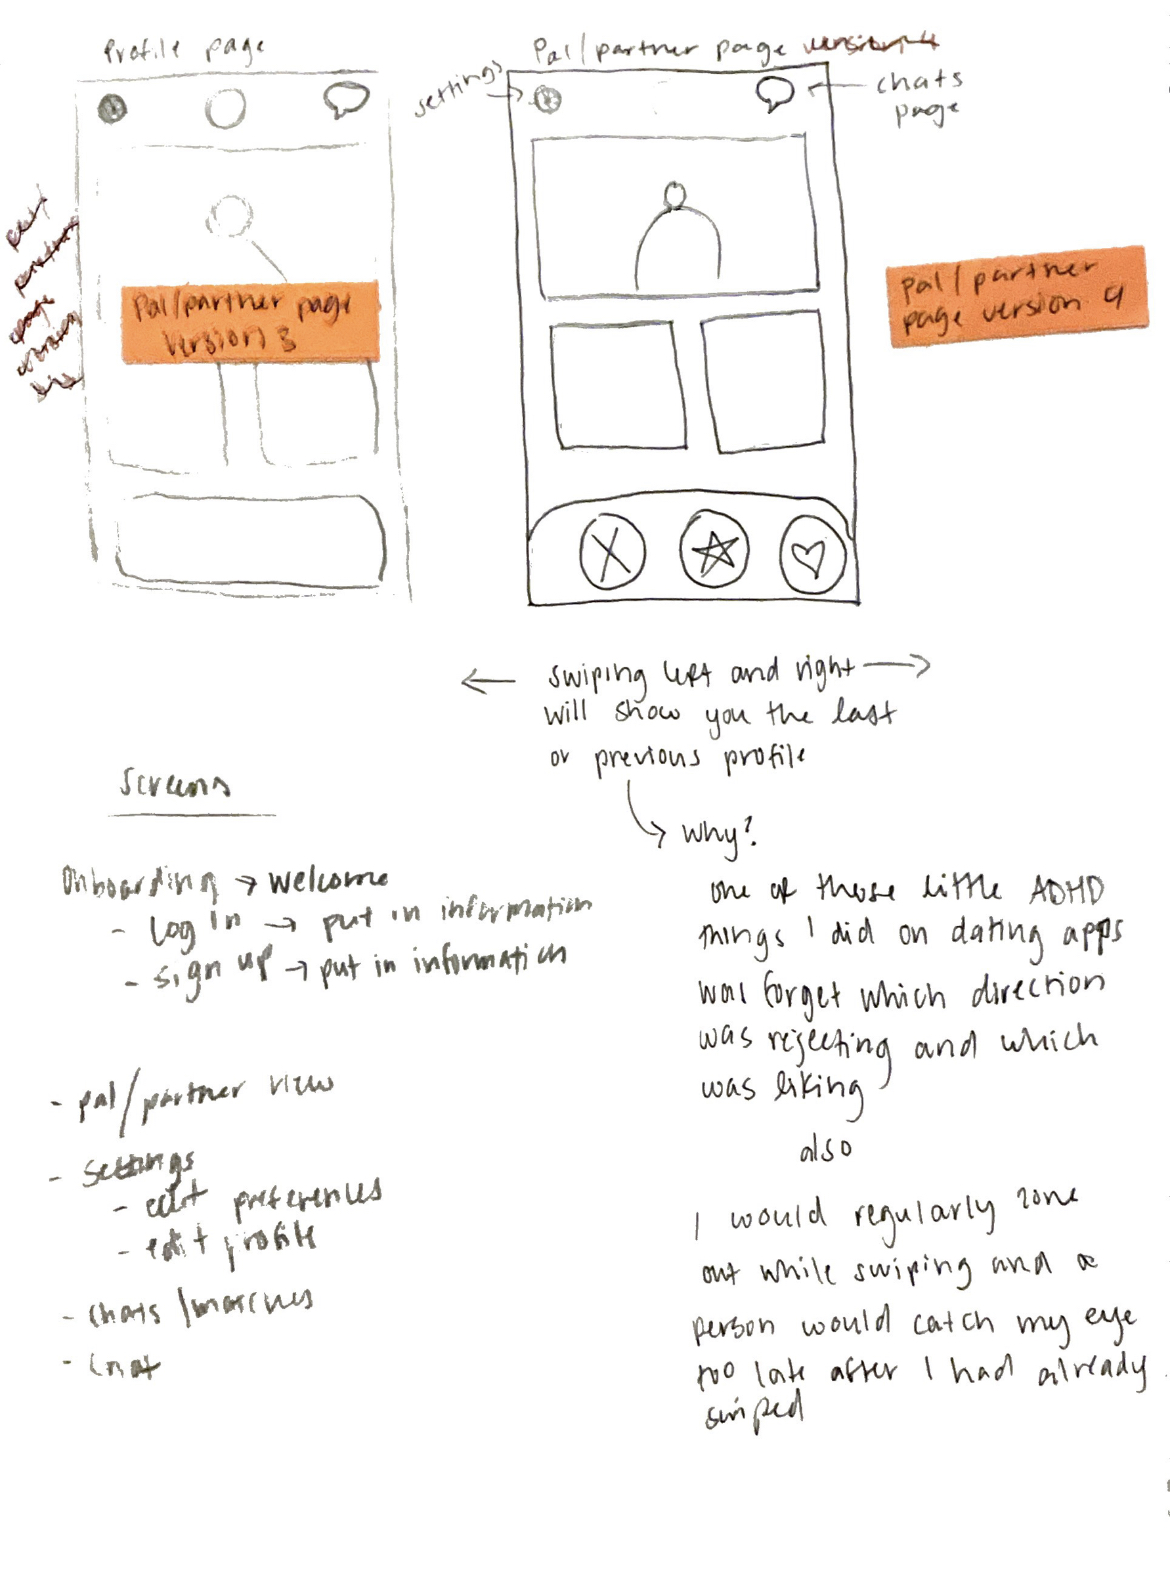 Profile page
Pal/partner page version 4
settings
chats
page
pal/partner
page
version
Pal/partner page
version 3
pal/partner
page version 4
swiping left and right
will show you the last
or previous profile
why?
one of those little ADHD
things I did on dating apps
was forget which direction
was rejecting and which
was liking
also
I would regularly zone
out while swiping and a
person would catch my eye
too late after I had already
swiped
Screens
Onboarding → welcome
- log in → put in information
- sign up → put in information
- pal/partner view
- settings
- edit preferences
- edit profile
- chats/matches
- chat